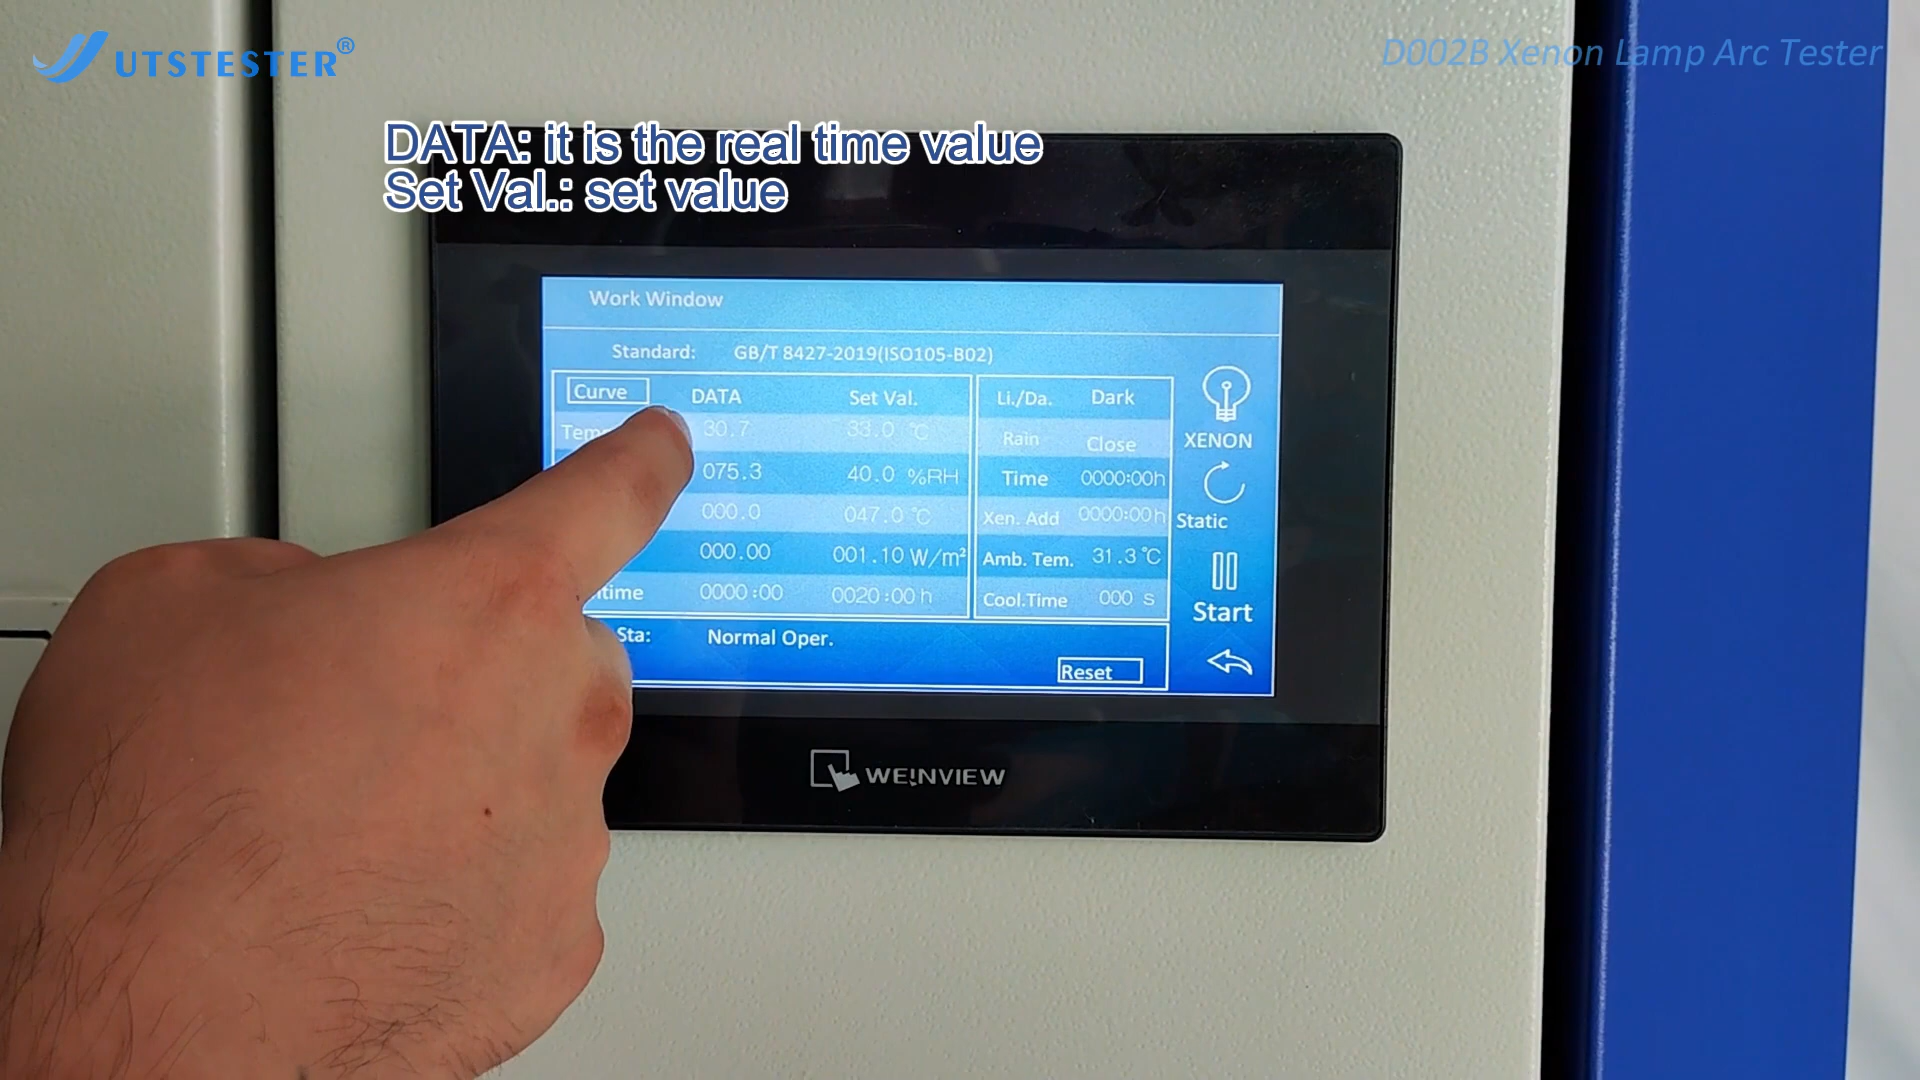 UTSTESTER®
D002B Xenon Lamp Arc Tester
DATA: it is the real time value
Set Val.: set value
Work Window
Standard: GB/T 8427-2019(ISO105-B02)
Curve DATA Set Val.
30.7 33.0 ℃
075.3 40.0 %RH
000.0 047.0 ℃
000.00 001.10 W/m²
time 0000:00 0020:00 h
Sta: Normal Oper.
Reset
Li./Da. Dark
Rain Close
Time 0000:00h
Xen. Add 0000:00h
Amb. Tem. 31.3 ℃
Cool.Time 000 s
XENON
Static
Start
WE!NVIEW